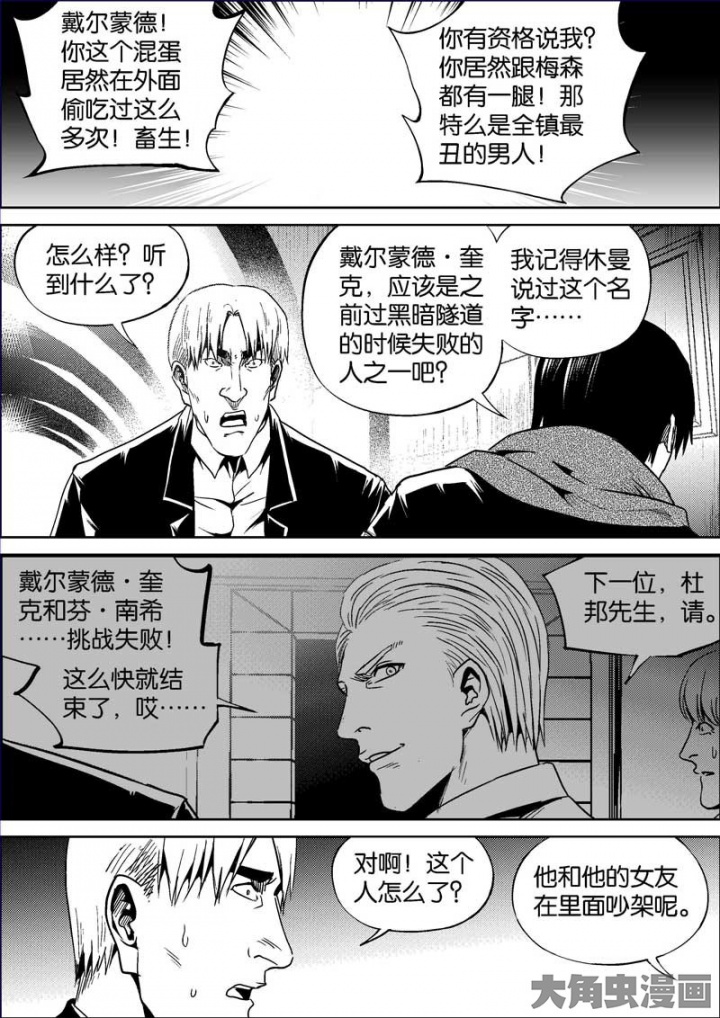 戴尔蒙德！
你这个混蛋
居然在外面
偷吃过这么
多次！畜生！
你有资格说我？
你居然跟梅森
都有一腿！那
特么是全镇最
丑的男人！
怎么样？听
到什么了？
戴尔蒙德·奎
克，应该是之
前过黑暗隧道
的时候失败的
人之一吧？
我记得休曼
说过这个名
字……
戴尔蒙德·奎
克和芬·南希
……挑战失败！
这么快就结
束了，哎……
下一位，杜
邦先生，请。
对啊！这个
人怎么了？
他和他的女友
在里面吵架呢。
大角虫漫画